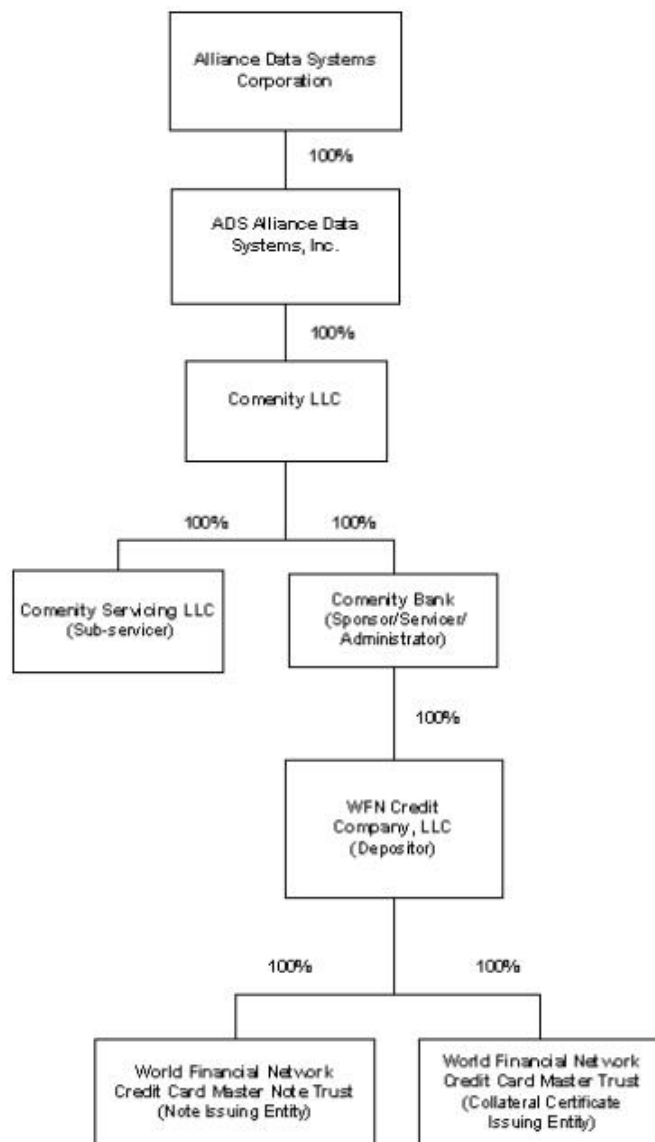 Alliance Data Systems
Corporation
100%
ADS Alliance Data
Systems, Inc.
100%
Comenity LLC
100%
100%
Comenity Servicing LLC
(Sub-servicer)
Comenity Bank
(Sponsor/Servicer/
Administrator)
100%
WFN Credit
Company, LLC
(Depositor)
100%
100%
World Financial Network
Credit Card Master Note Trust
(Note Issuing Entity)
World Financial Network
Credit Card Master Trust
(Collateral Certificate
Issuing Entity)